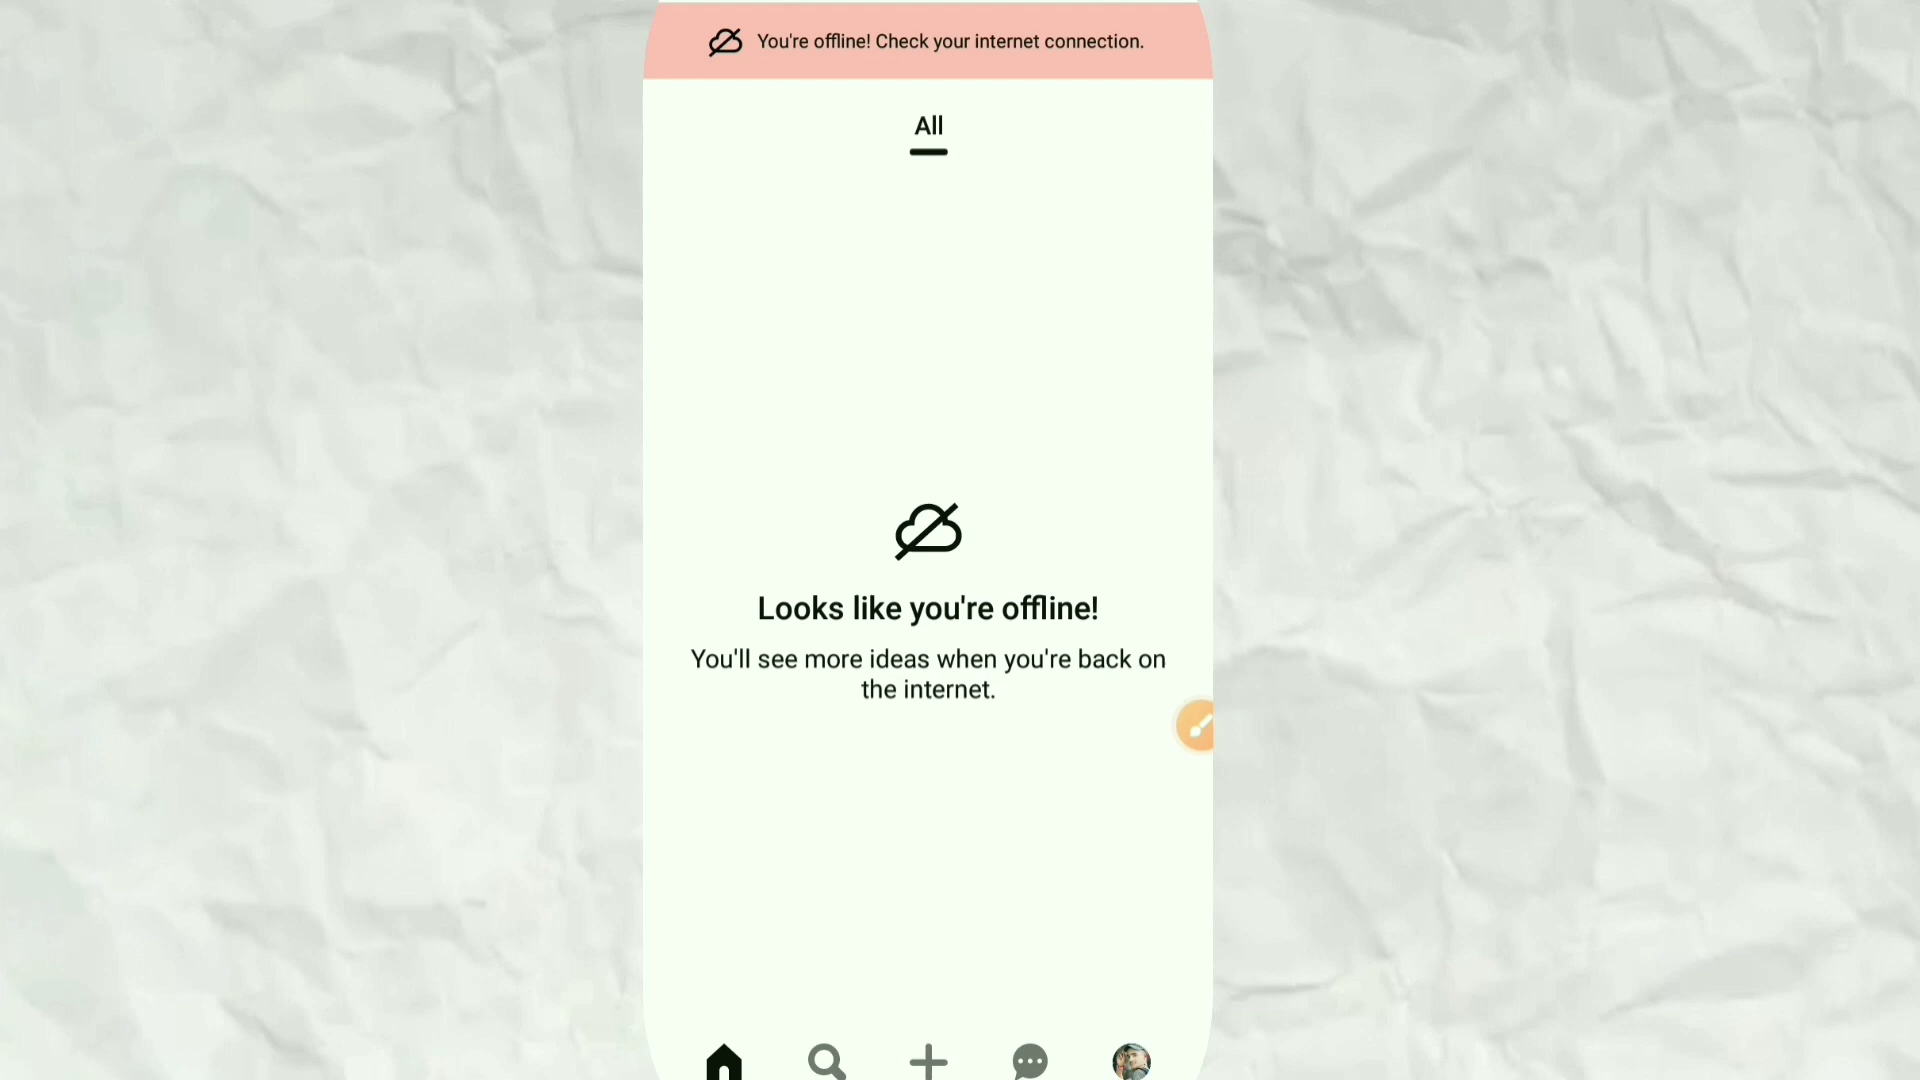 You're offline! Check your internet connection.
All
Looks like you're offline!
You'll see more ideas when you're back on
the internet.